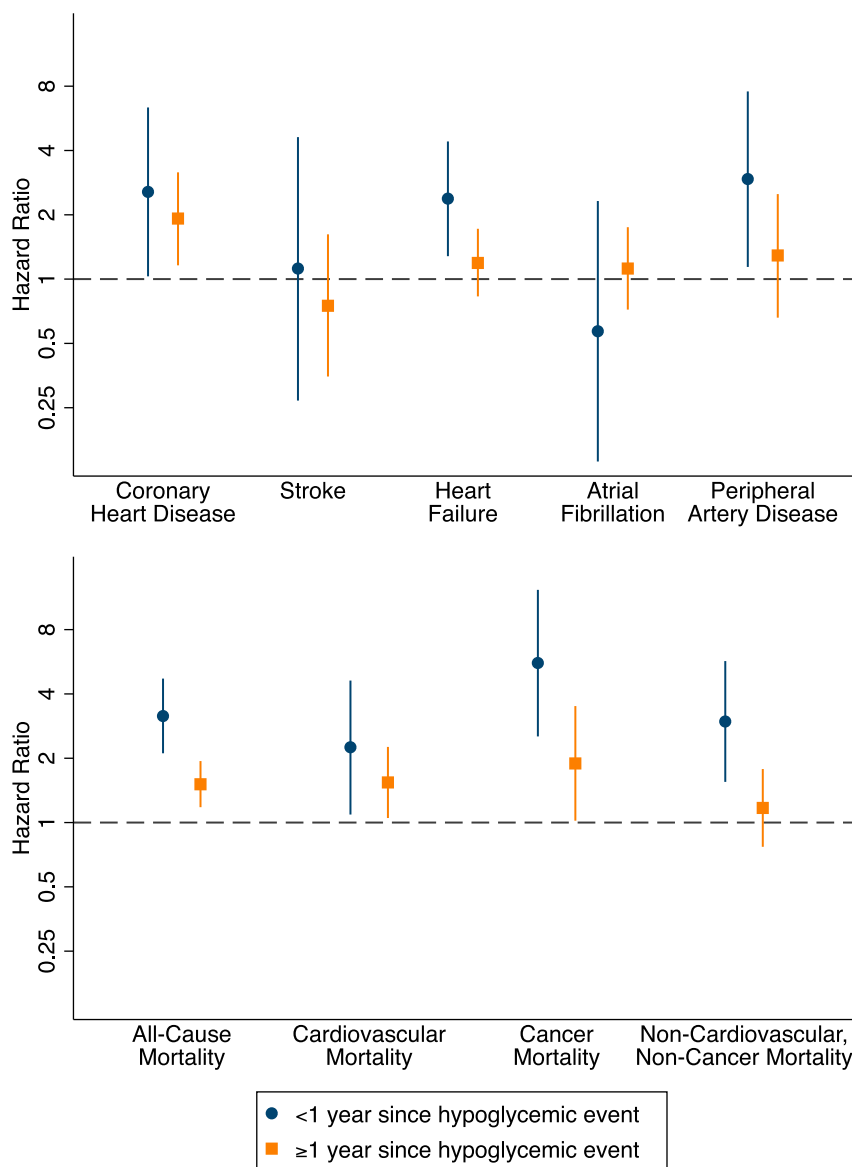 Hazard Ratio
8
4
2
1
0.5
0.25
Coronary
Heart Disease
Stroke
Heart
Failure
Atrial
Fibrillation
Peripheral
Artery Disease
Hazard Ratio
8
4
2
1
0.5
0.25
All-Cause
Mortality
Cardiovascular
Mortality
Cancer
Mortality
Non-Cardiovascular,
Non-Cancer Mortality
<1 year since hypoglycemic event
≥1 year since hypoglycemic event